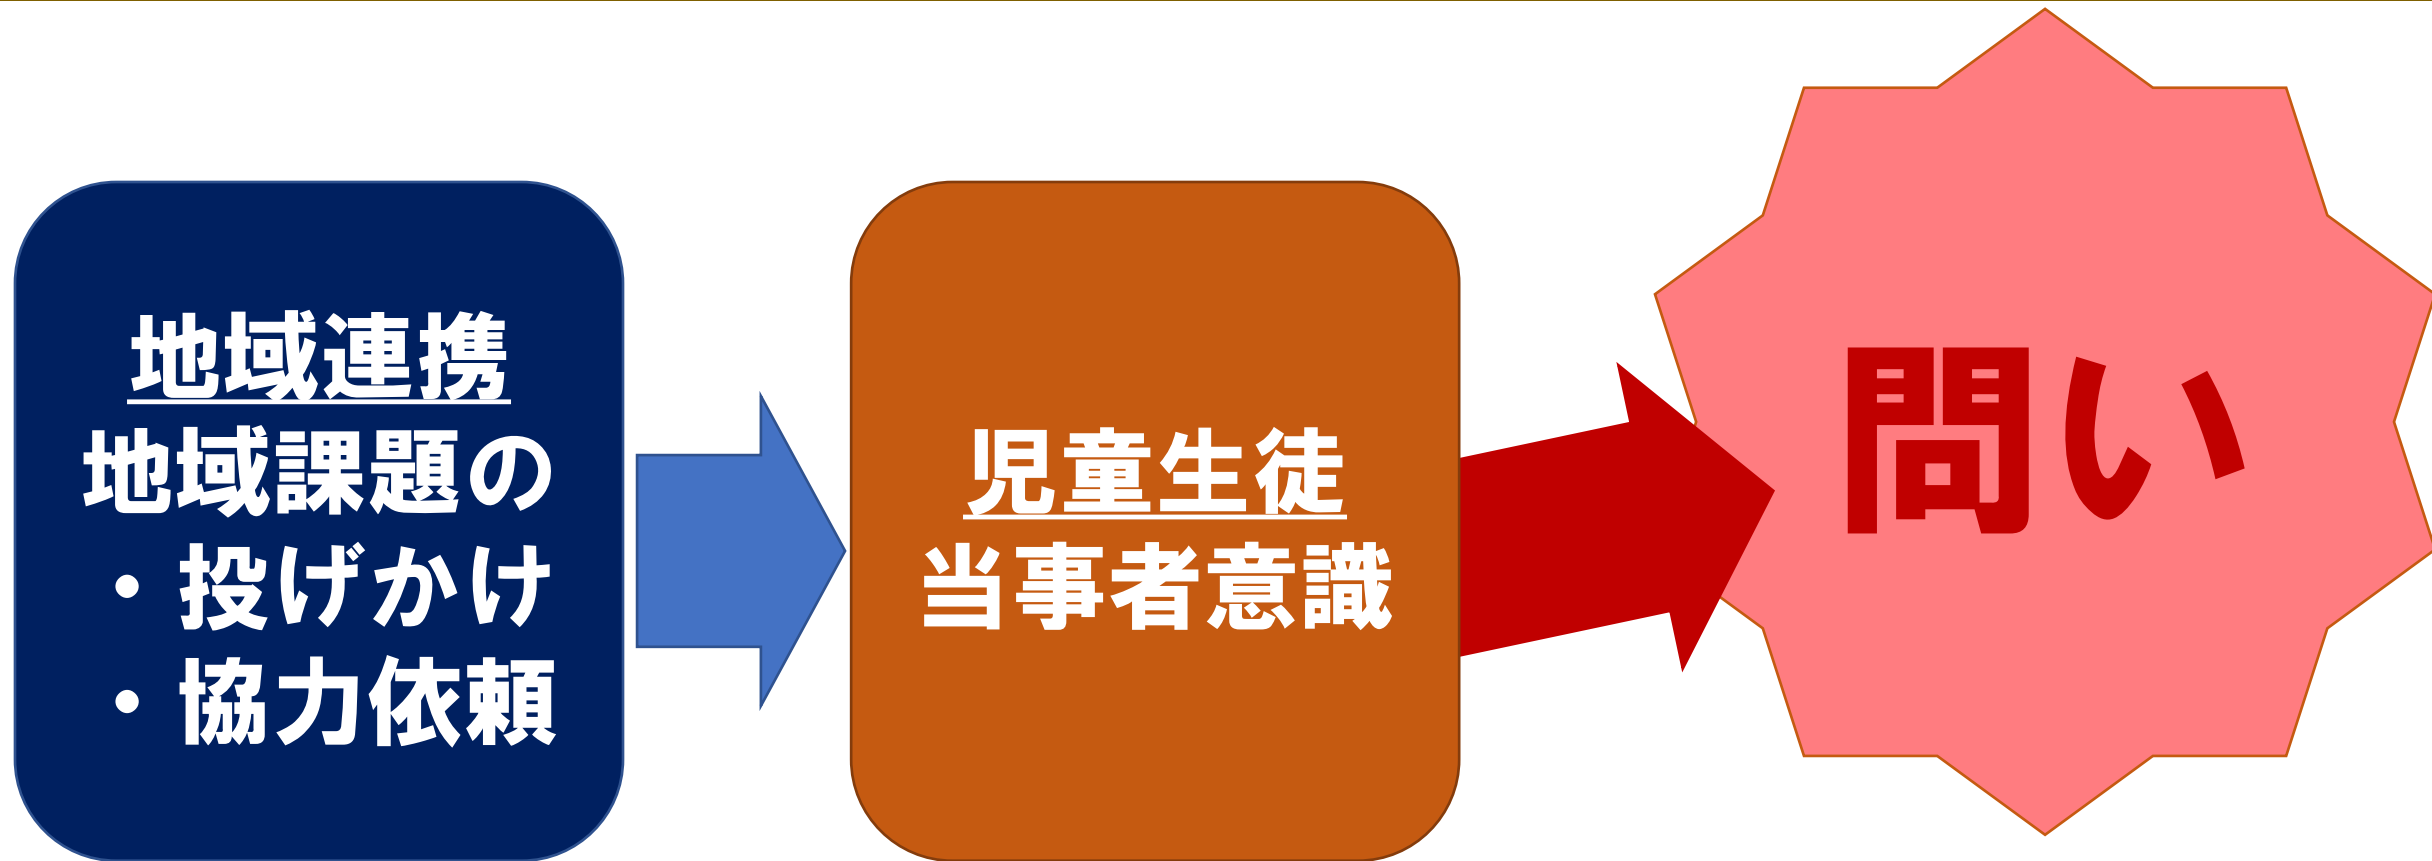 地域連携
地域課題の
・投げかけ
・協力依頼
児童生徒
当事者意識
問い